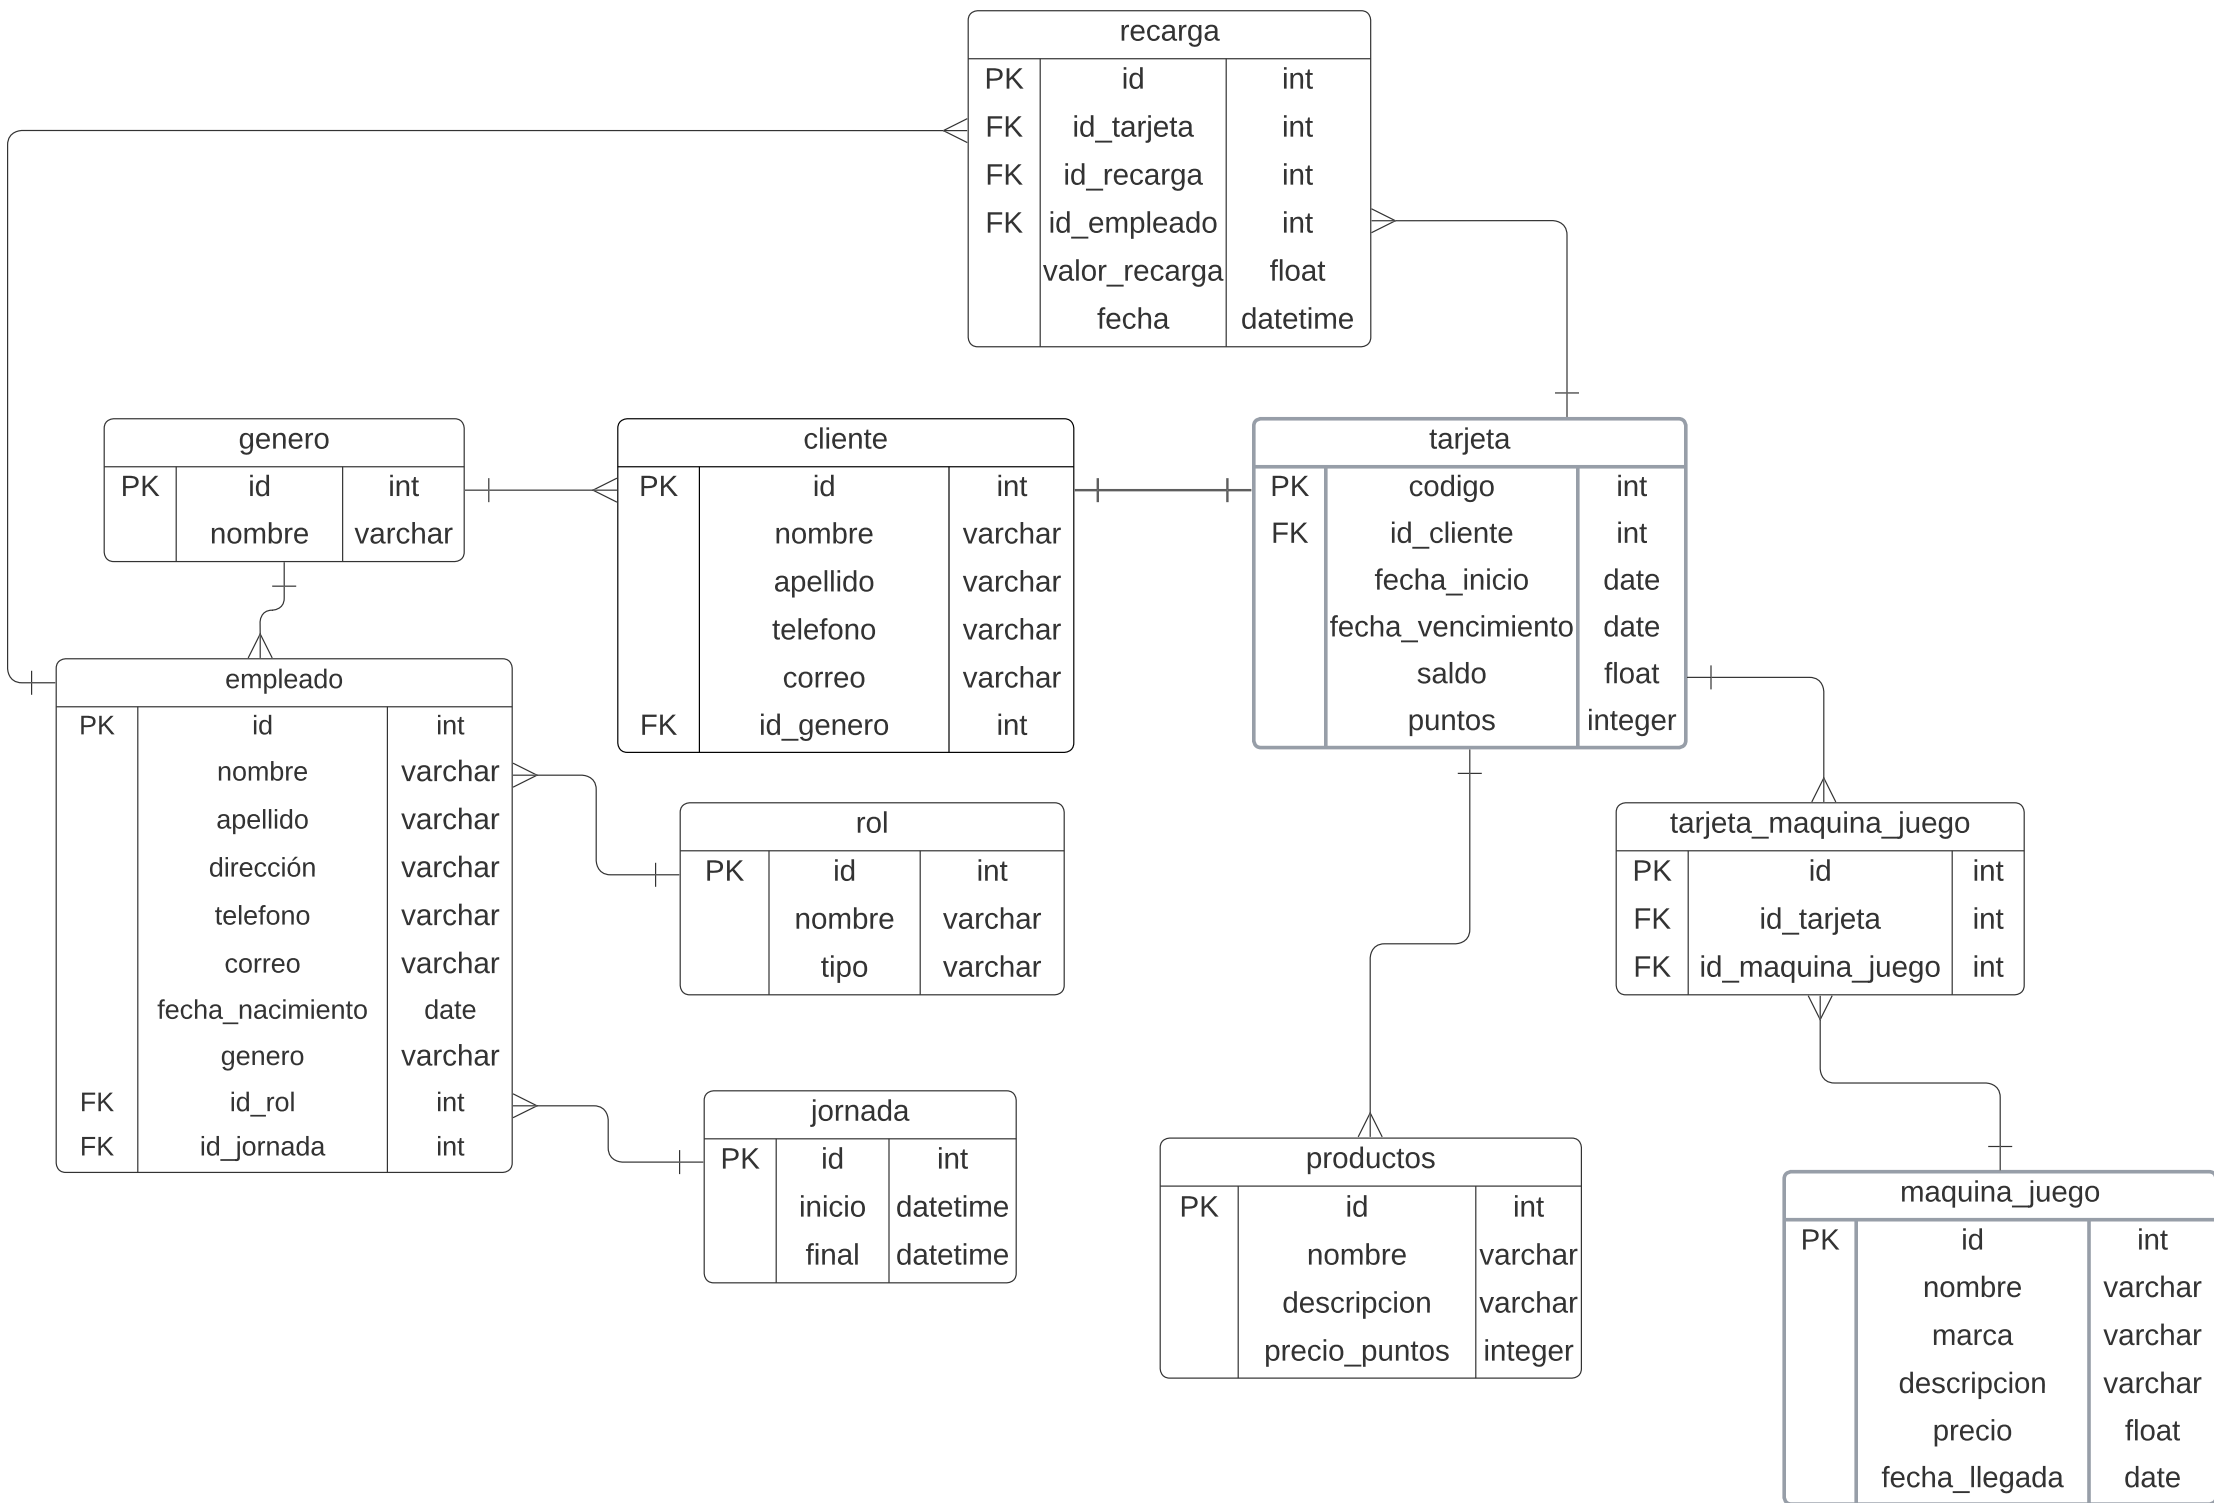 recarga
PK id int
FK id_tarjeta int
FK id_recarga int
FK id_empleado int
valor_recarga float
fecha datetime
genero
PK id int
nombre varchar
cliente
PK id int
nombre varchar
apellido varchar
telefono varchar
correo varchar
FK id_genero int
tarjeta
PK codigo int
FK id_cliente int
fecha_inicio date
fecha_vencimiento date
saldo float
puntos integer
empleado
PK id int
nombre varchar
apellido varchar
dirección varchar
telefono varchar
correo varchar
fecha_nacimiento date
genero varchar
FK id_rol int
FK id_jornada int
rol
PK id int
nombre varchar
tipo varchar
tarjeta_maquina_juego
PK id int
FK id_tarjeta int
FK id_maquina_juego int
jornada
PK id int
inicio datetime
final datetime
productos
PK id int
nombre varchar
descripcion varchar
precio_puntos integer
maquina_juego
PK id int
nombre varchar
marca varchar
descripcion varchar
precio float
fecha_llegada date